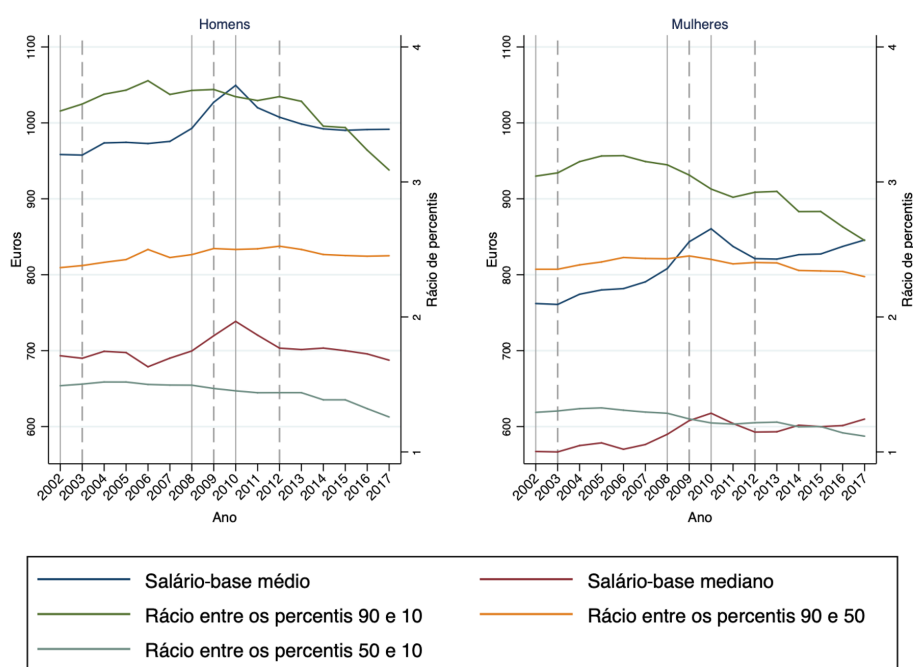 Homens
Mulheres
1100
1000
900
800
700
600
Euros
4
3
2
1
Rácio de percentis
2002 2003 2004 2005 2006 2007 2008 2009 2010 2011 2012 2013 2014 2015 2016 2017
Ano
1100
1000
900
800
700
600
Euros
4
3
2
1
Rácio de percentis
2002 2003 2004 2005 2006 2007 2008 2009 2010 2011 2012 2013 2014 2015 2016 2017
Ano
Salário-base médio
Salário-base mediano
Rácio entre os percentis 90 e 10
Rácio entre os percentis 90 e 50
Rácio entre os percentis 50 e 10